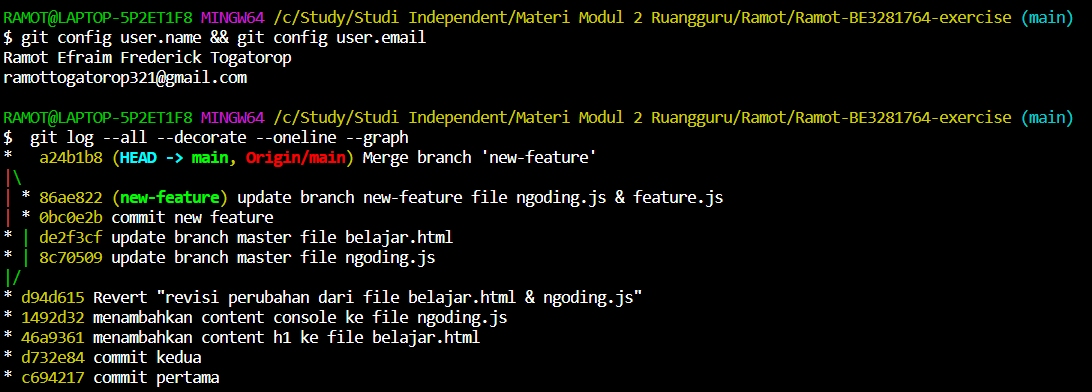 RAMOT@LAPTOP-5P2ET1F8 MINGW64 /c/Study/Studi Independent/Materi Modul 2 Ruangguru/Ramot/Ramot-BE3281764-exercise (main)
$ git config user.name && git config user.email
Ramot Efraim Frederick Togatorop
ramottogatorop321@gmail.com
RAMOT@LAPTOP-5P2ET1F8 MINGW64 /c/Study/Studi Independent/Materi Modul 2 Ruangguru/Ramot/Ramot-BE3281764-exercise (main)
$  git log --all --decorate --oneline --graph
*   a24b1b8 (HEAD -> main, Origin/main) Merge branch 'new-feature'
|\
| * 86ae822 (new-feature) update branch new-feature file ngoding.js & feature.js
| * 0bc0e2b commit new feature
* | de2f3cf update branch master file belajar.html
* | 8c70509 update branch master file ngoding.js
|/
* d94d615 Revert "revisi perubahan dari file belajar.html & ngoding.js"
* 1492d32 menambahkan content console ke file ngoding.js
* 46a9361 menambahkan content h1 ke file belajar.html
* d732e84 commit kedua
* c694217 commit pertama